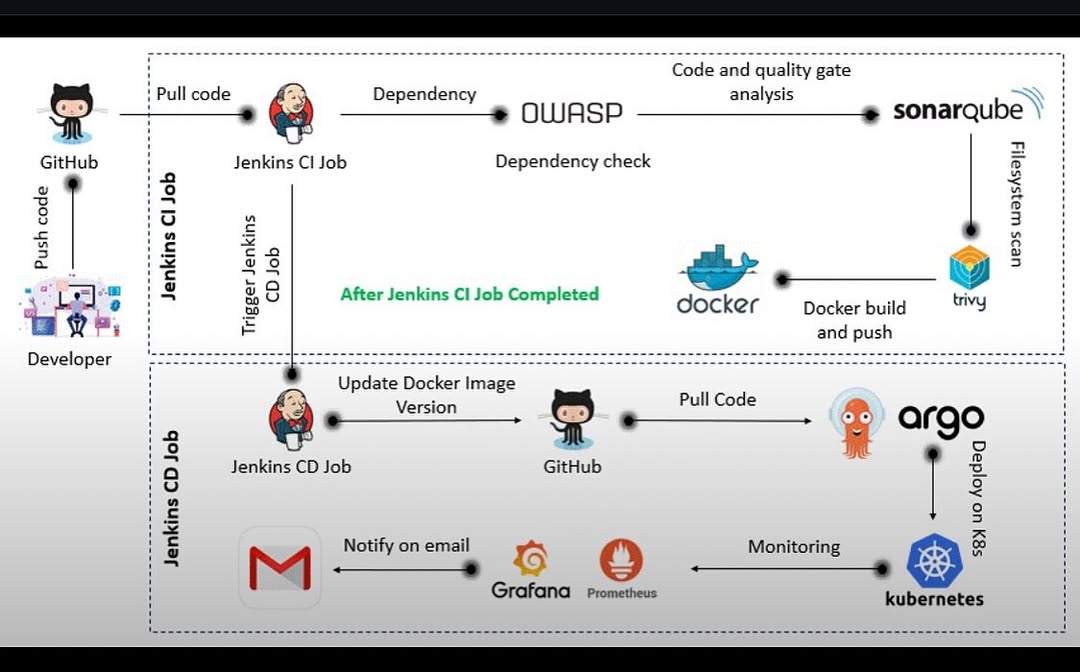 Pull code
Dependency
OWASP
Code and quality gate
analysis
sonarqube
GitHub
Jenkins CI Job
Dependency check
Filesystem scan
Push code
Jenkins CI Job
Trigger Jenkins
CD Job
After Jenkins CI Job Completed
docker
Docker build
and push
trivy
Developer
Update Docker Image
Version
Pull Code
argo
Jenkins CD Job
GitHub
Deploy on K8s
Jenkins CD Job
Notify on email
Grafana
Prometheus
Monitoring
kubernetes